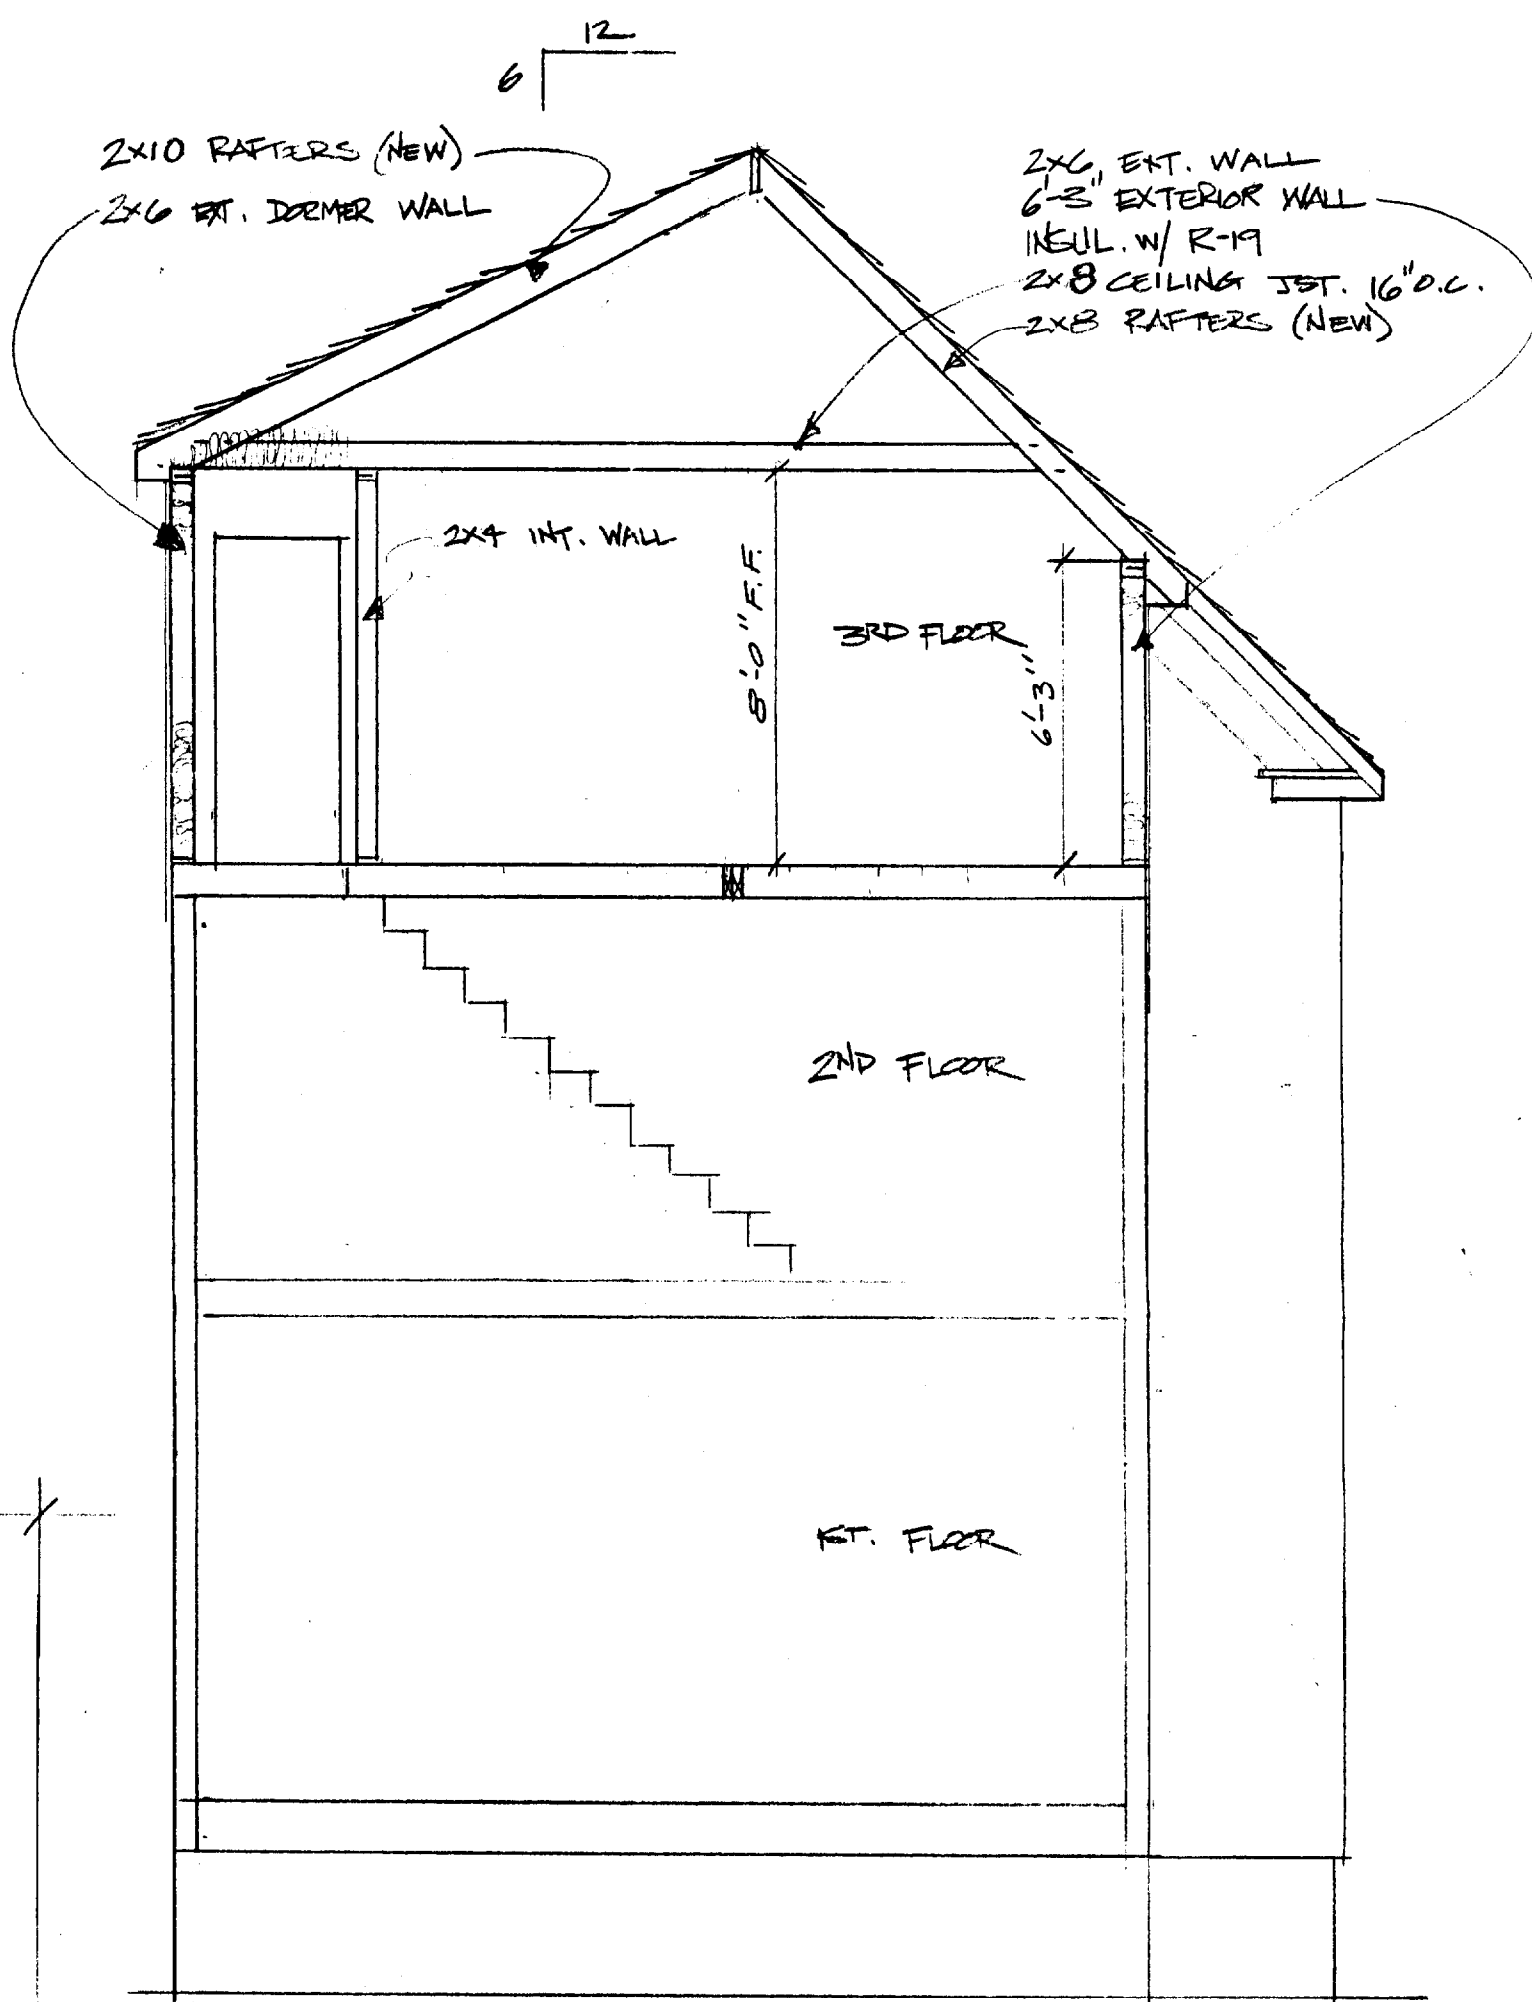 12
6
2X10 RAFTERS (NEW)
2X6 EXT. DORMER WALL
2X6 EXT. WALL
6'-3" EXTERIOR WALL
INSUL. W/ R-19
2X8 CEILING JST. 16" O.C.
2X8 RAFTERS (NEW)
2X4 INT. WALL
8'-0" F.F.
3RD FLOOR
6'-3"
2ND FLOOR
1ST. FLOOR